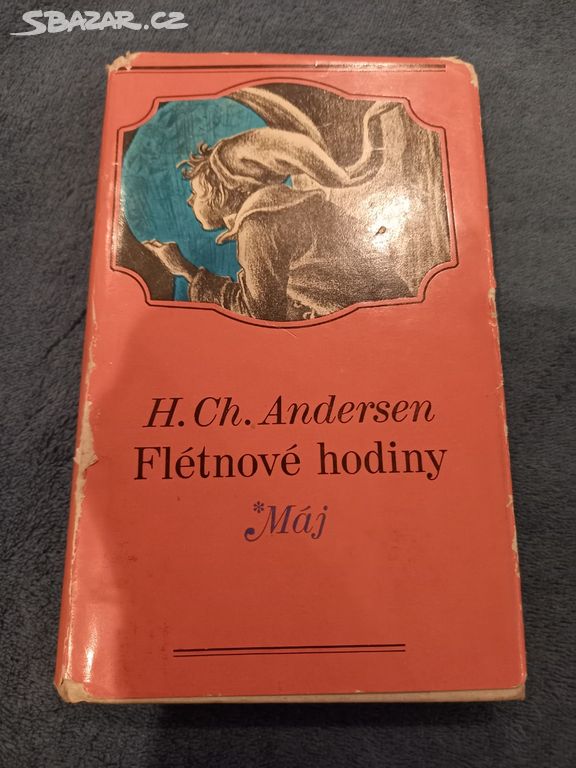 SBAZAR.CZ
H. Ch. Andersen
Flétnové hodiny
*Máj